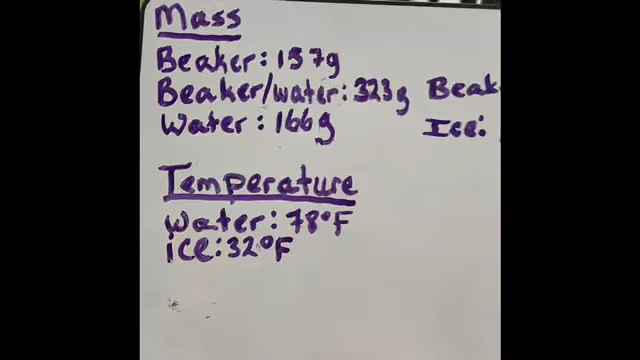 Mass
Beaker: 157g
Beaker/water: 323g Beak
Water: 166g Ice:
Temperature
water: 78°F
ice: 32°F